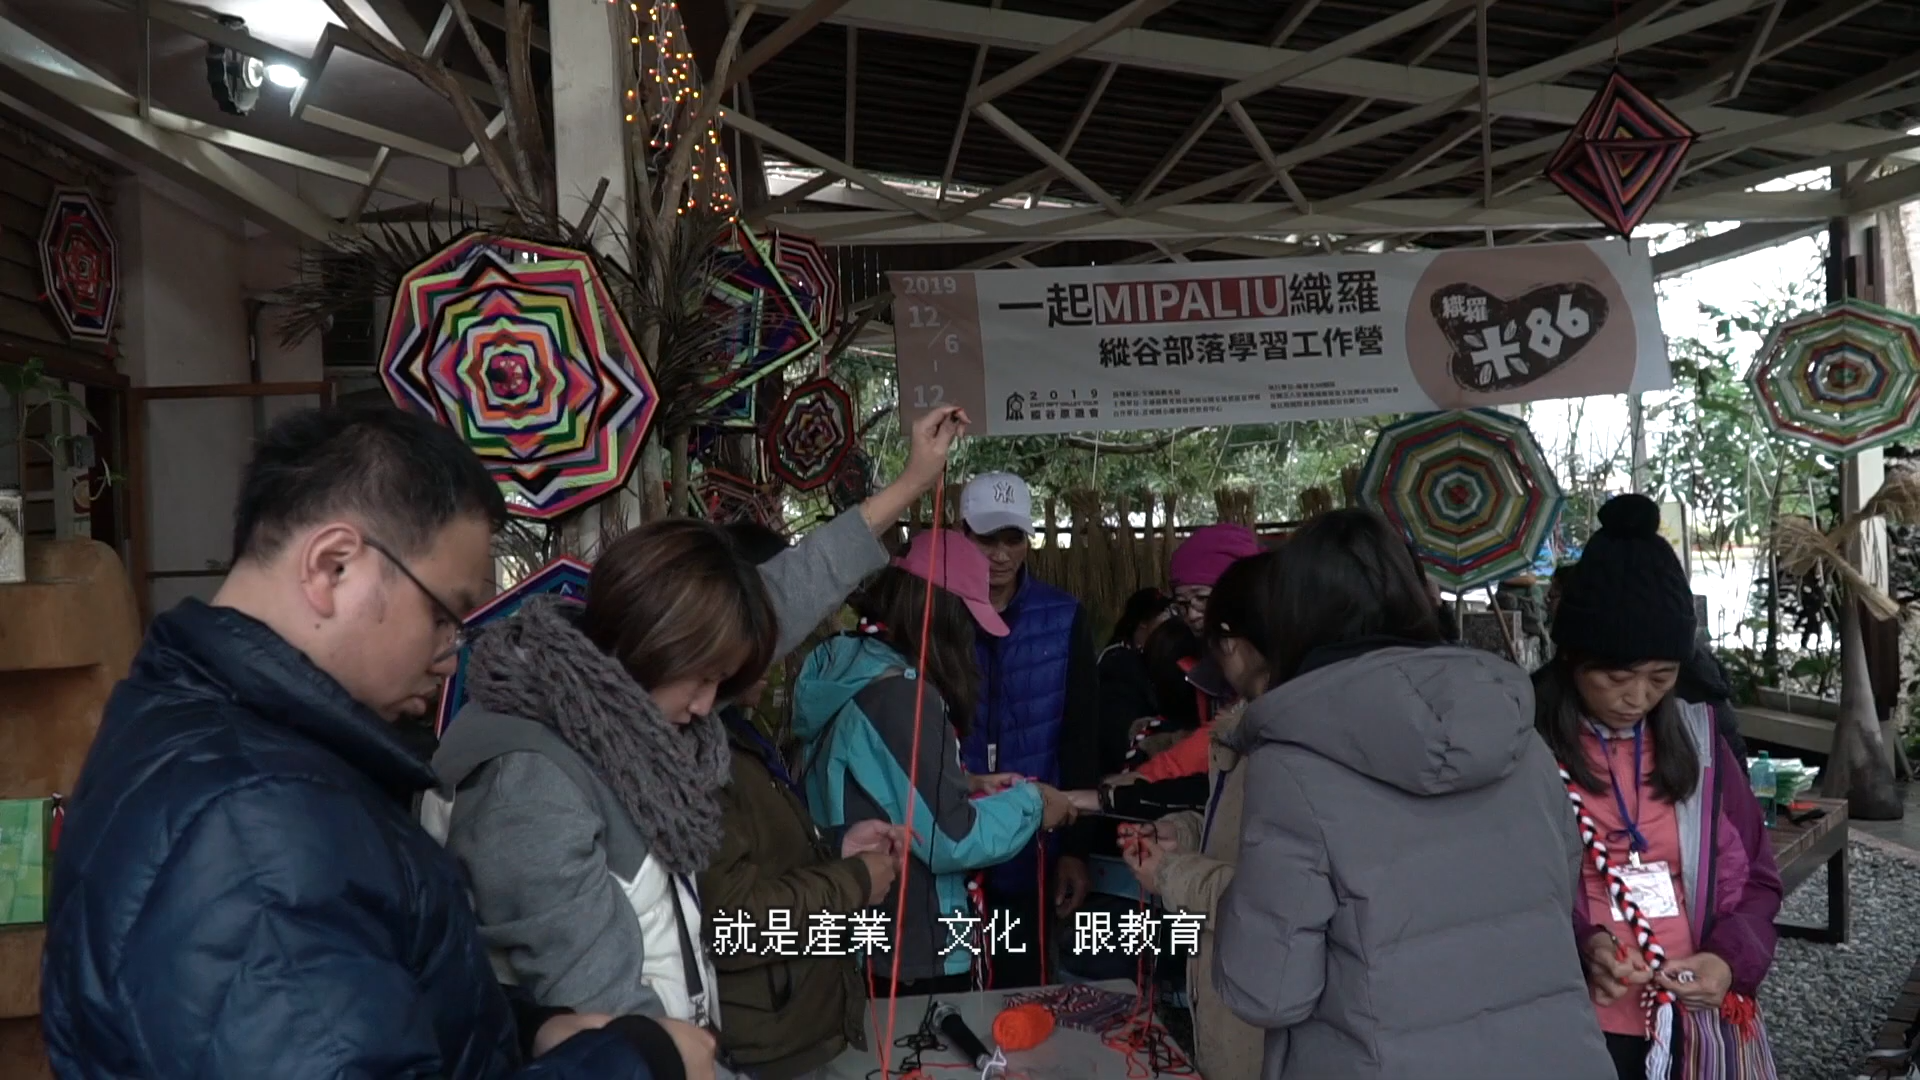 2019
12
/6
-
12
一起MIPALIU織羅
縱谷部落學習工作營
2019
縱谷原遊會
織羅
米86
NY
就是產業 文化 跟教育